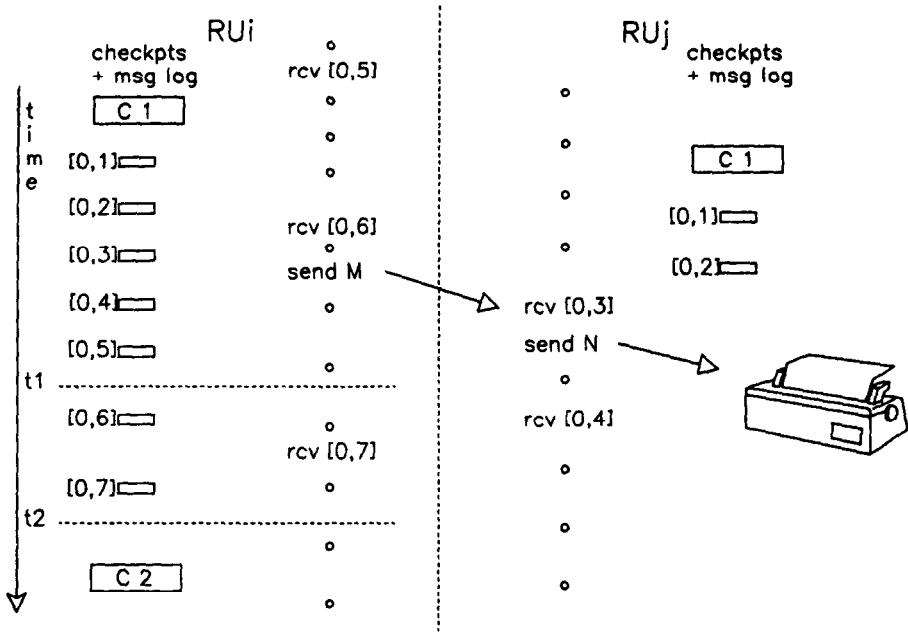 RUi
checkpts
+ msg log
time
C 1
[0,1]
[0,2]
[0,3]
[0,4]
[0,5]
t1
[0,6]
[0,7]
t2
C 2
rcv [0,5]
rcv [0,6]
send M
rcv [0,7]
RUj
checkpts
+ msg log
C 1
[0,1]
[0,2]
rcv [0,3]
send N
rcv [0,4]